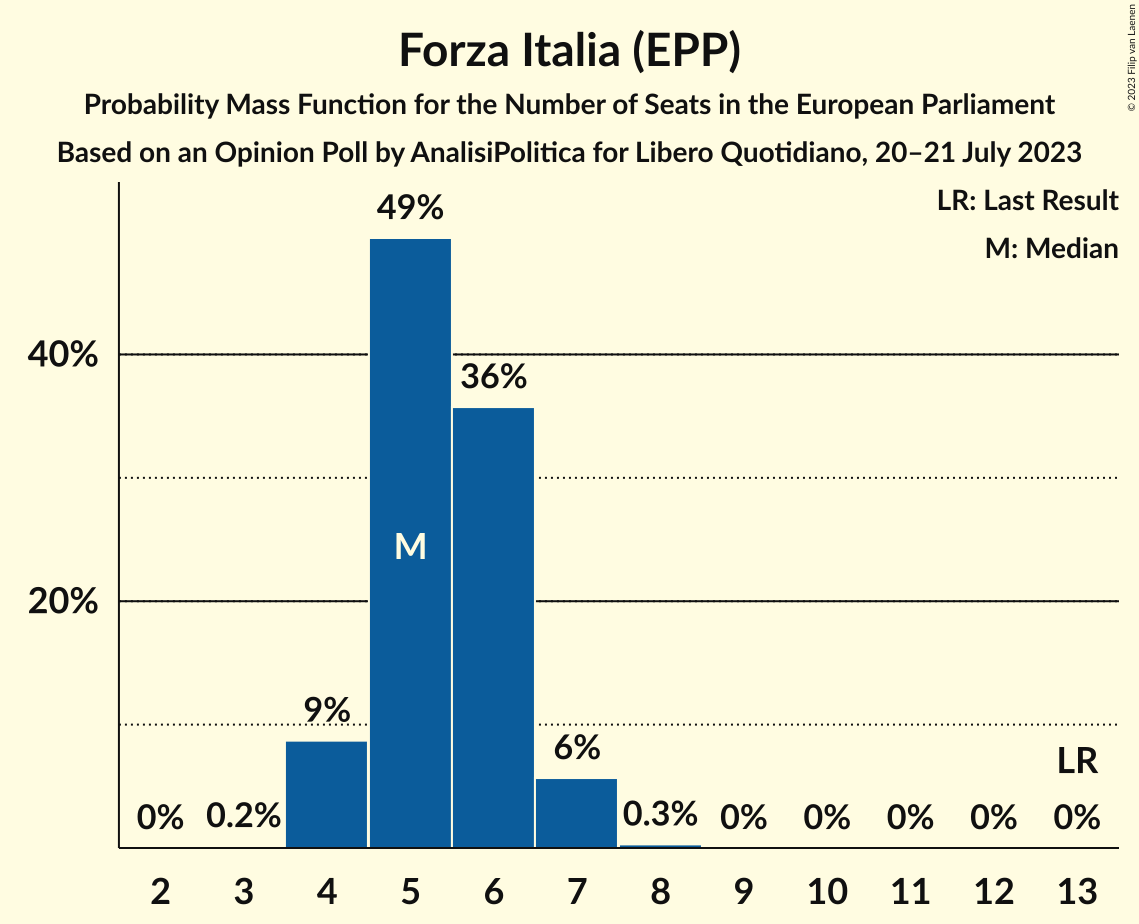 Forza Italia (EPP)
Probability Mass Function for the Number of Seats in the European Parliament
Based on an Opinion Poll by AnalisiPolitica for Libero Quotidiano, 20–21 July 2023
© 2023 Filip van Laenen
LR: Last Result
M: Median
49%
40%
36%
M
20%
9%
6%
LR
0% 0.2% 0.3% 0% 0% 0% 0% 0%
2 3 4 5 6 7 8 9 10 11 12 13